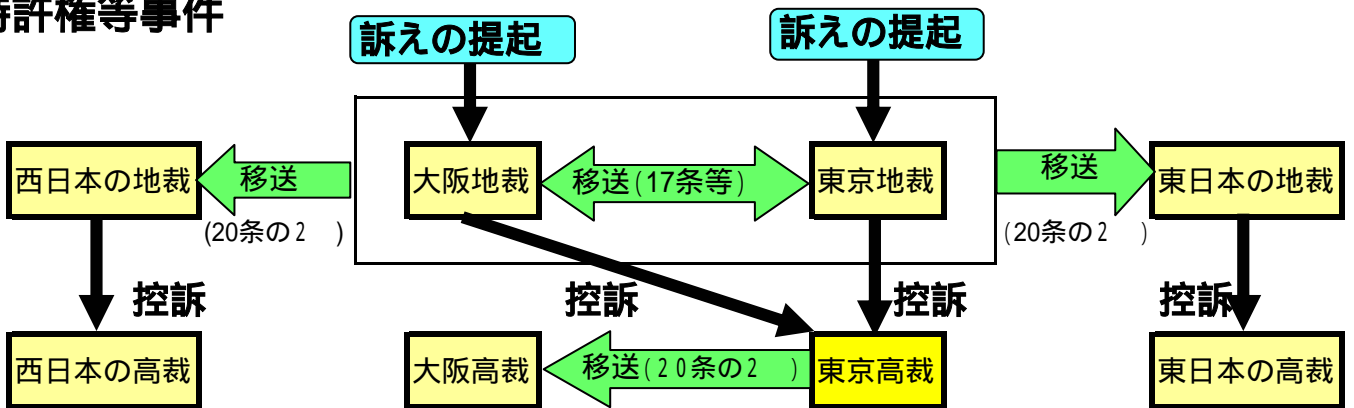 特許権等事件
訴えの提起
訴えの提起
西日本の地裁
移送
大阪地裁
移送(17条等)
東京地裁
移送
東日本の地裁
(20条の2 )
(20条の2 )
控訴
控訴
控訴
控訴
西日本の高裁
大阪高裁
移送(20条の2 )
東京高裁
東日本の高裁